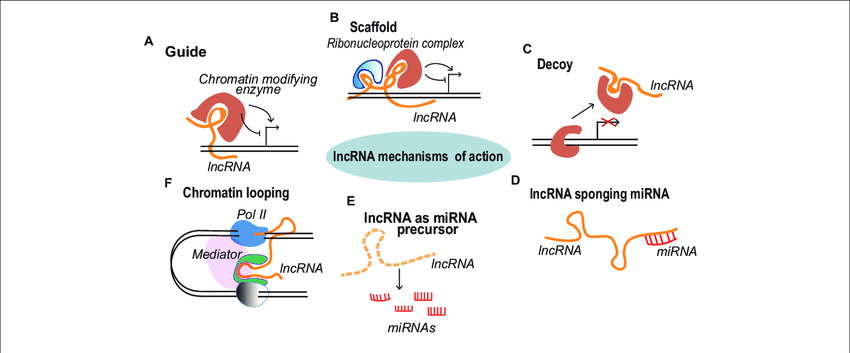 A
Guide
Chromatin modifying
enzyme
lncRNA
B
Scaffold
Ribonucleoprotein complex
lncRNA
C
Decoy
lncRNA
lncRNA mechanisms of action
F
Chromatin looping
Pol II
Mediator
lncRNA
E
lncRNA as miRNA
precursor
lncRNA
miRNAs
D
lncRNA sponging miRNA
lncRNA
miRNA